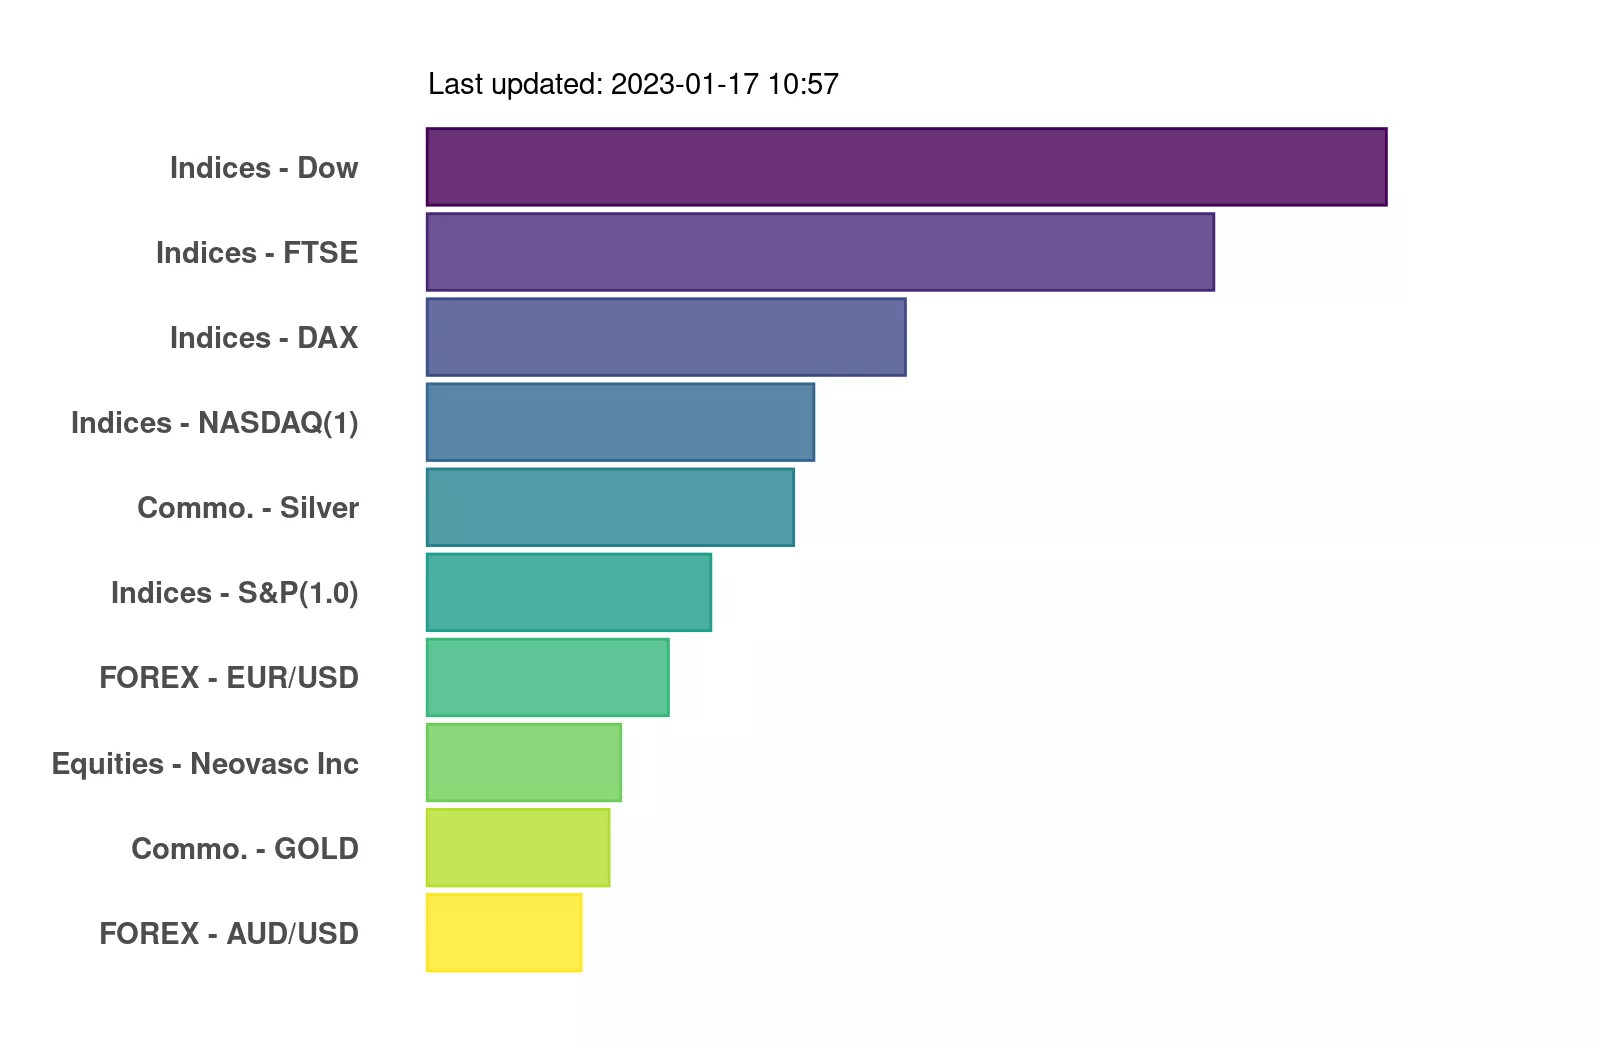 Last updated: 2023-01-17 10:57
Indices - Dow
Indices - FTSE
Indices - DAX
Indices - NASDAQ(1)
Commo. - Silver
Indices - S&P(1.0)
FOREX - EUR/USD
Equities - Neovasc Inc
Commo. - GOLD
FOREX - AUD/USD